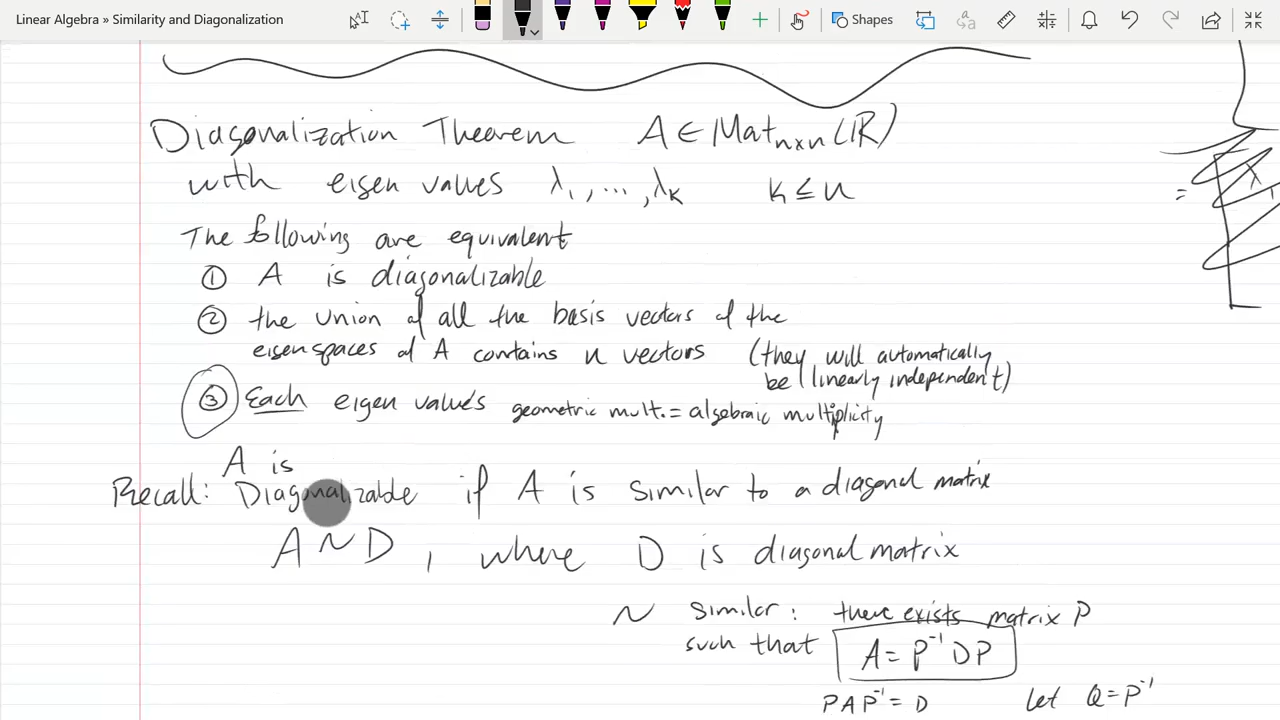 Linear Algebra » Similarity and Diagonalization
Shapes
Diagonalization Theorem A ∈ Mat n×n (ℝ)
with eigen values λ₁, ..., λₖ k ≤ n
The following are equivalent
① A is diagonalizable
② the union of all the basis vectors of the
eigenspaces of A contains n vectors (they will automatically
be linearly independent)
③ Each eigen values geometric mult. = algebraic multiplicity
A is
Recall: Diagonalizable if A is similar to a diagonal matrix
A ~ D, where D is diagonal matrix
~ similar: there exists matrix P
such that A = P⁻¹ D P
P A P⁻¹ = D let Q = P⁻¹